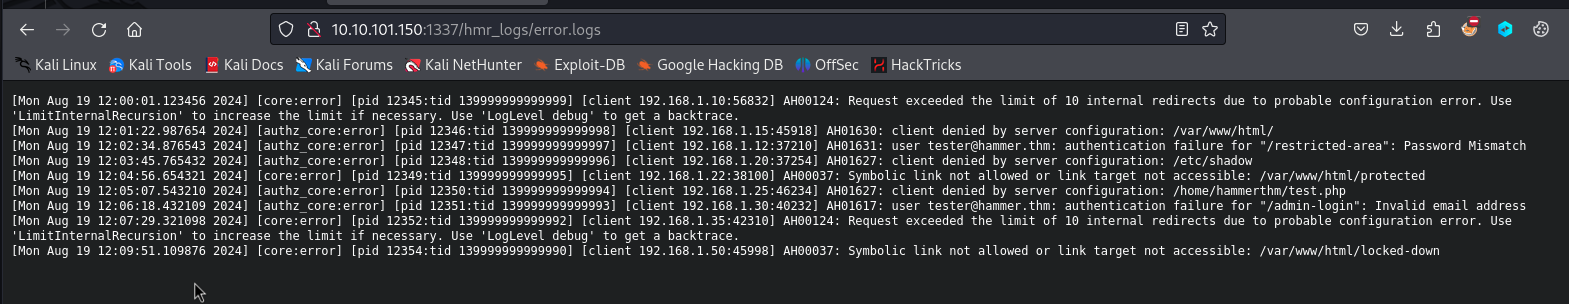 10.10.101.150:1337/hmr_logs/error.logs
Kali Linux Kali Tools Kali Docs Kali Forums Kali NetHunter Exploit-DB Google Hacking DB OffSec HackTricks
[Mon Aug 19 12:00:01.123456 2024] [core:error] [pid 12345:tid 139999999999999] [client 192.168.1.10:56832] AH00124: Request exceeded the limit of 10 internal redirects due to probable configuration error. Use
'LimitInternalRecursion' to increase the limit if necessary. Use 'LogLevel debug' to get a backtrace.
[Mon Aug 19 12:01:22.987654 2024] [authz_core:error] [pid 12346:tid 139999999999998] [client 192.168.1.15:45918] AH01630: client denied by server configuration: /var/www/html/
[Mon Aug 19 12:02:34.876543 2024] [authz_core:error] [pid 12347:tid 139999999999997] [client 192.168.1.12:37210] AH01631: user tester@hammer.thm: authentication failure for "/restricted-area": Password Mismatch
[Mon Aug 19 12:03:45.765432 2024] [authz_core:error] [pid 12348:tid 139999999999996] [client 192.168.1.20:37254] AH01627: client denied by server configuration: /etc/shadow
[Mon Aug 19 12:04:56.654321 2024] [core:error] [pid 12349:tid 139999999999995] [client 192.168.1.22:38100] AH00037: Symbolic link not allowed or link target not accessible: /var/www/html/protected
[Mon Aug 19 12:05:07.543210 2024] [authz_core:error] [pid 12350:tid 139999999999994] [client 192.168.1.25:46234] AH01627: client denied by server configuration: /home/hammerthm/test.php
[Mon Aug 19 12:06:18.432109 2024] [authz_core:error] [pid 12351:tid 139999999999993] [client 192.168.1.30:40232] AH01617: user tester@hammer.thm: authentication failure for "/admin-login": Invalid email address
[Mon Aug 19 12:07:29.321098 2024] [core:error] [pid 12352:tid 139999999999992] [client 192.168.1.35:42310] AH00124: Request exceeded the limit of 10 internal redirects due to probable configuration error. Use
'LimitInternalRecursion' to increase the limit if necessary. Use 'LogLevel debug' to get a backtrace.
[Mon Aug 19 12:09:51.109876 2024] [core:error] [pid 12354:tid 139999999999990] [client 192.168.1.50:45998] AH00037: Symbolic link not allowed or link target not accessible: /var/www/html/locked-down